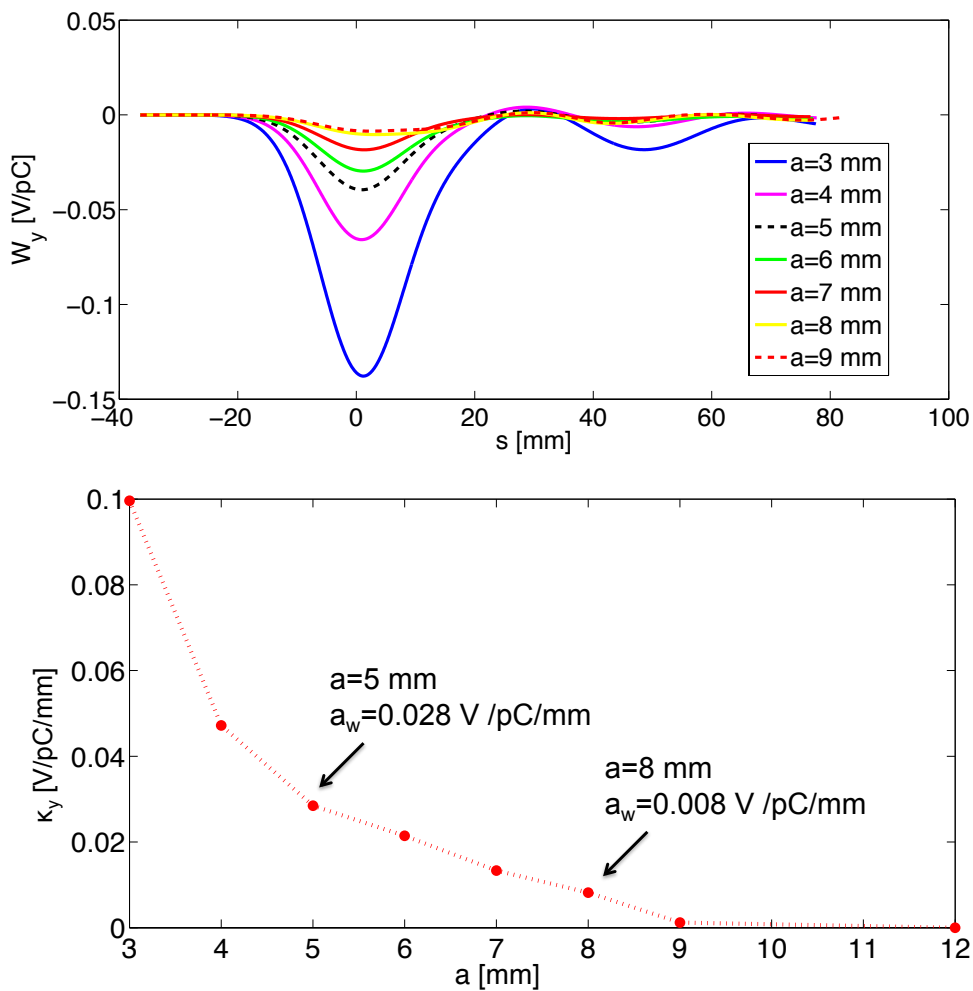 0.05
0
−0.05
−0.1
−0.15
W_y [V/pC]
−40 −20 0 20 40 60 80 100
s [mm]
a=3 mm
a=4 mm
a=5 mm
a=6 mm
a=7 mm
a=8 mm
a=9 mm
0.1
0.08
0.06
0.04
0.02
0
κ_y [V/pC/mm]
a=5 mm
a_w=0.028 V /pC/mm
a=8 mm
a_w=0.008 V /pC/mm
3 4 5 6 7 8 9 10 11 12
a [mm]